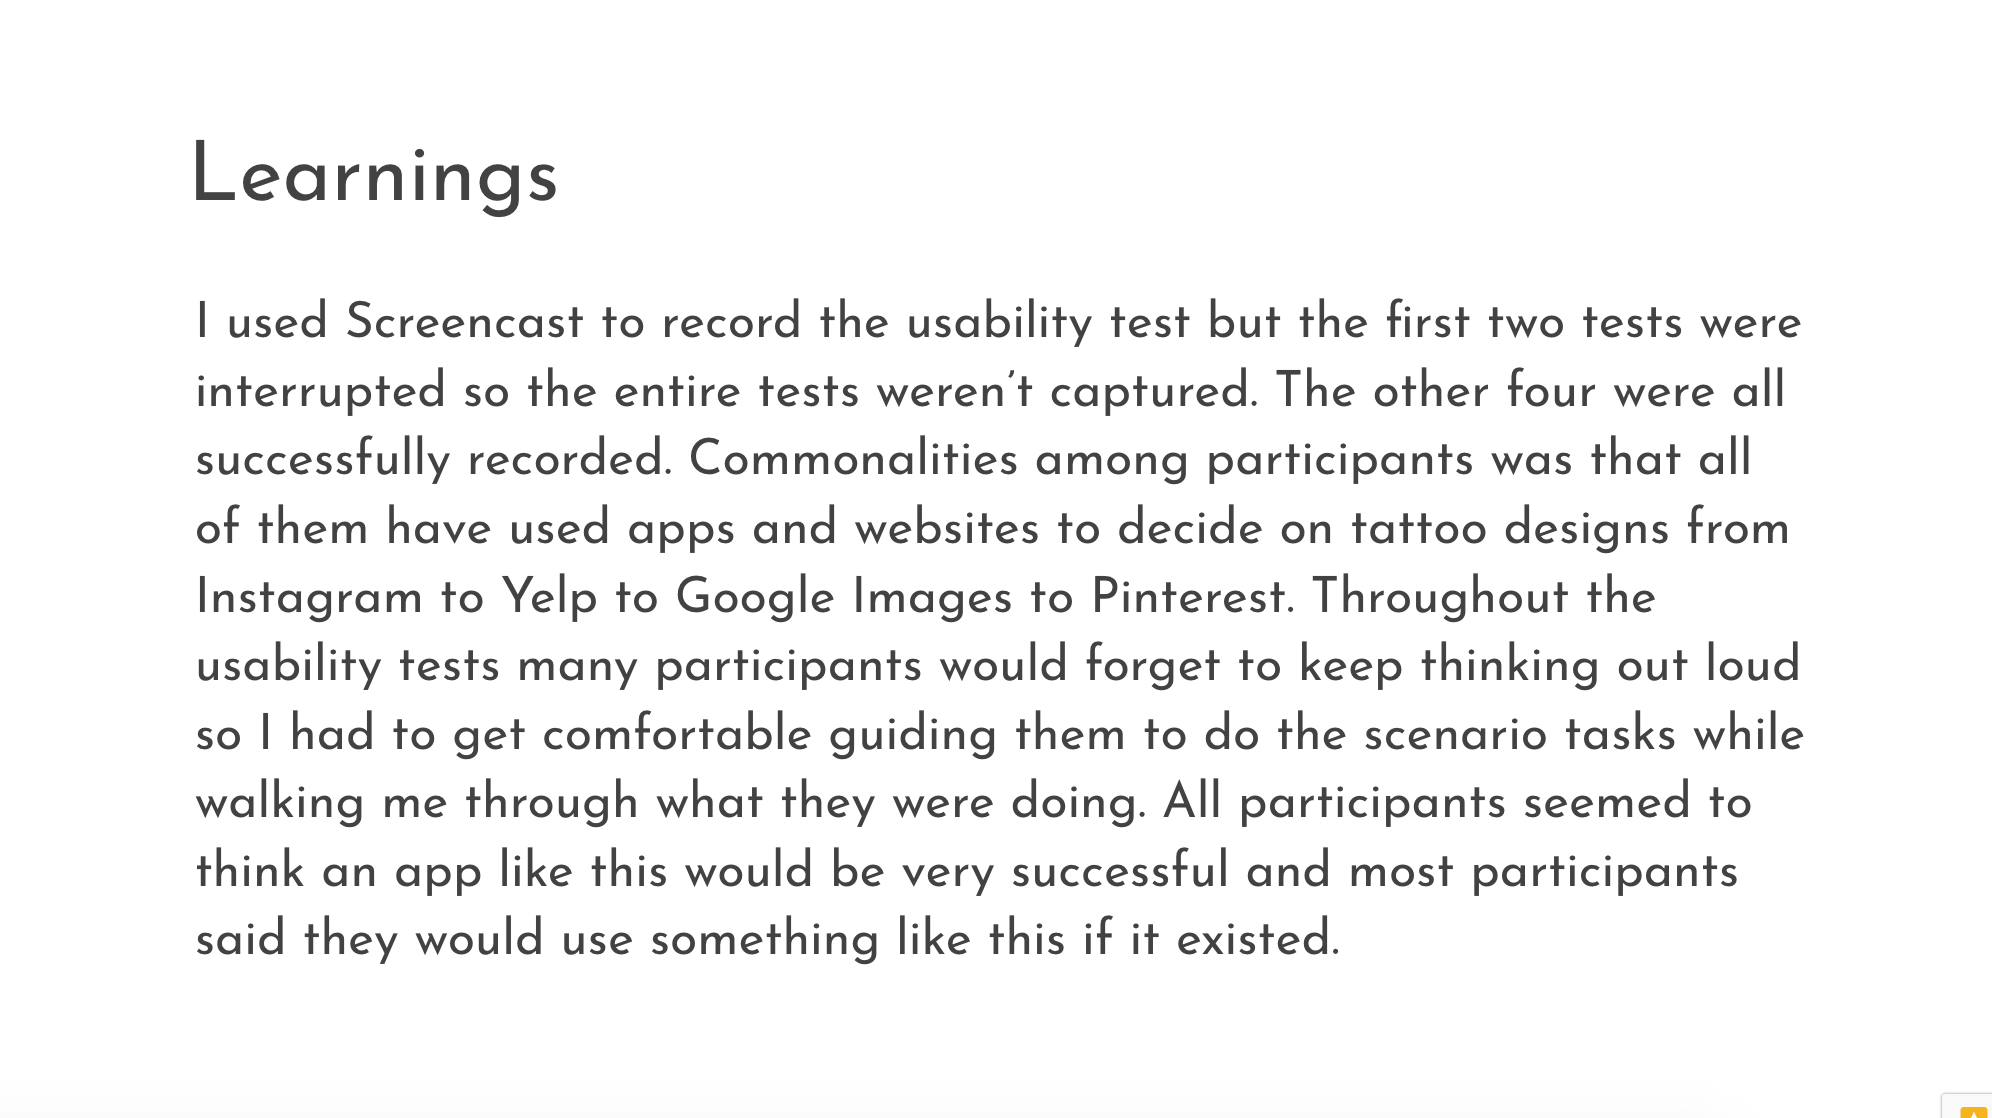 Learnings
I used Screencast to record the usability test but the first two tests were
interrupted so the entire tests weren’t captured. The other four were all
successfully recorded. Commonalities among participants was that all
of them have used apps and websites to decide on tattoo designs from
Instagram to Yelp to Google Images to Pinterest. Throughout the
usability tests many participants would forget to keep thinking out loud
so I had to get comfortable guiding them to do the scenario tasks while
walking me through what they were doing. All participants seemed to
think an app like this would be very successful and most participants
said they would use something like this if it existed.